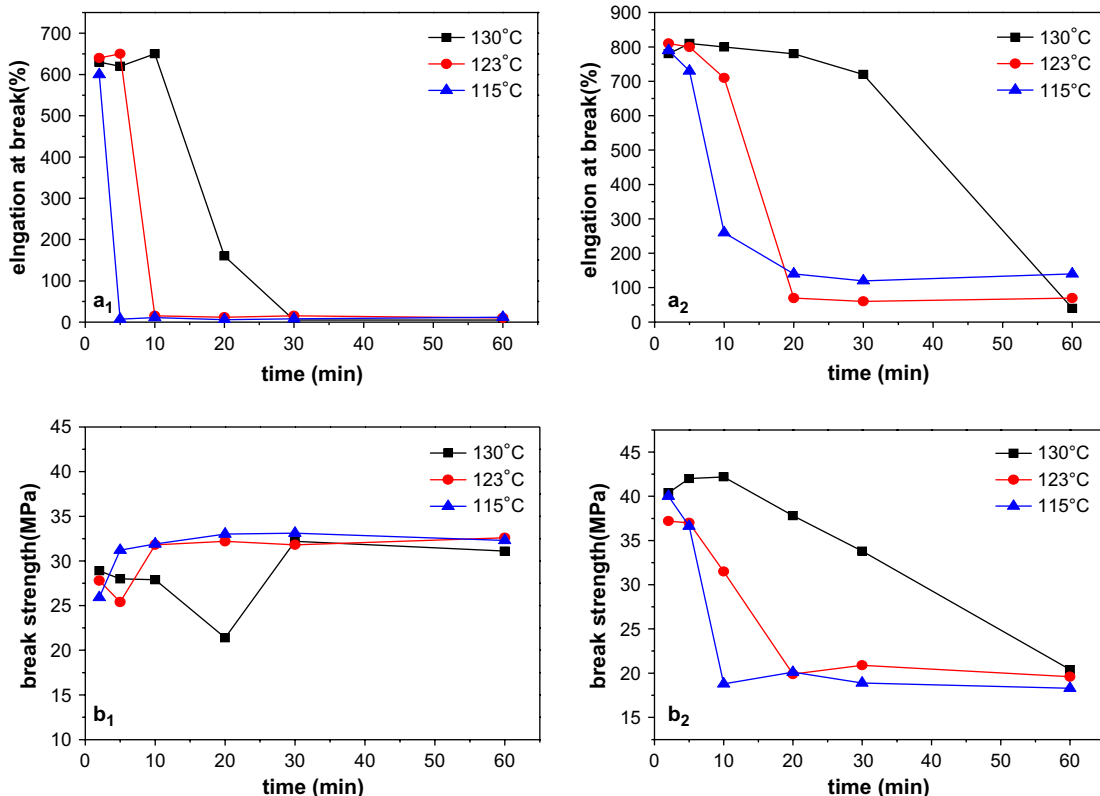 700
650
600
500
400
300
200
100
0
elngation at break(%)
130°C
123°C
115°C
a1
0 10 20 30 40 50 60
time (min)
900
800
700
600
500
400
300
200
100
0
elngation at break(%)
130°C
123°C
115°C
a2
0 10 20 30 40 50 60
time (min)
45
40
35
30
25
20
15
10
break strength(MPa)
130°C
123°C
115°C
b1
0 10 20 30 40 50 60
time (min)
45
40
35
30
25
20
15
break strength(MPa)
130°C
123°C
115°C
b2
0 10 20 30 40 50 60
time (min)